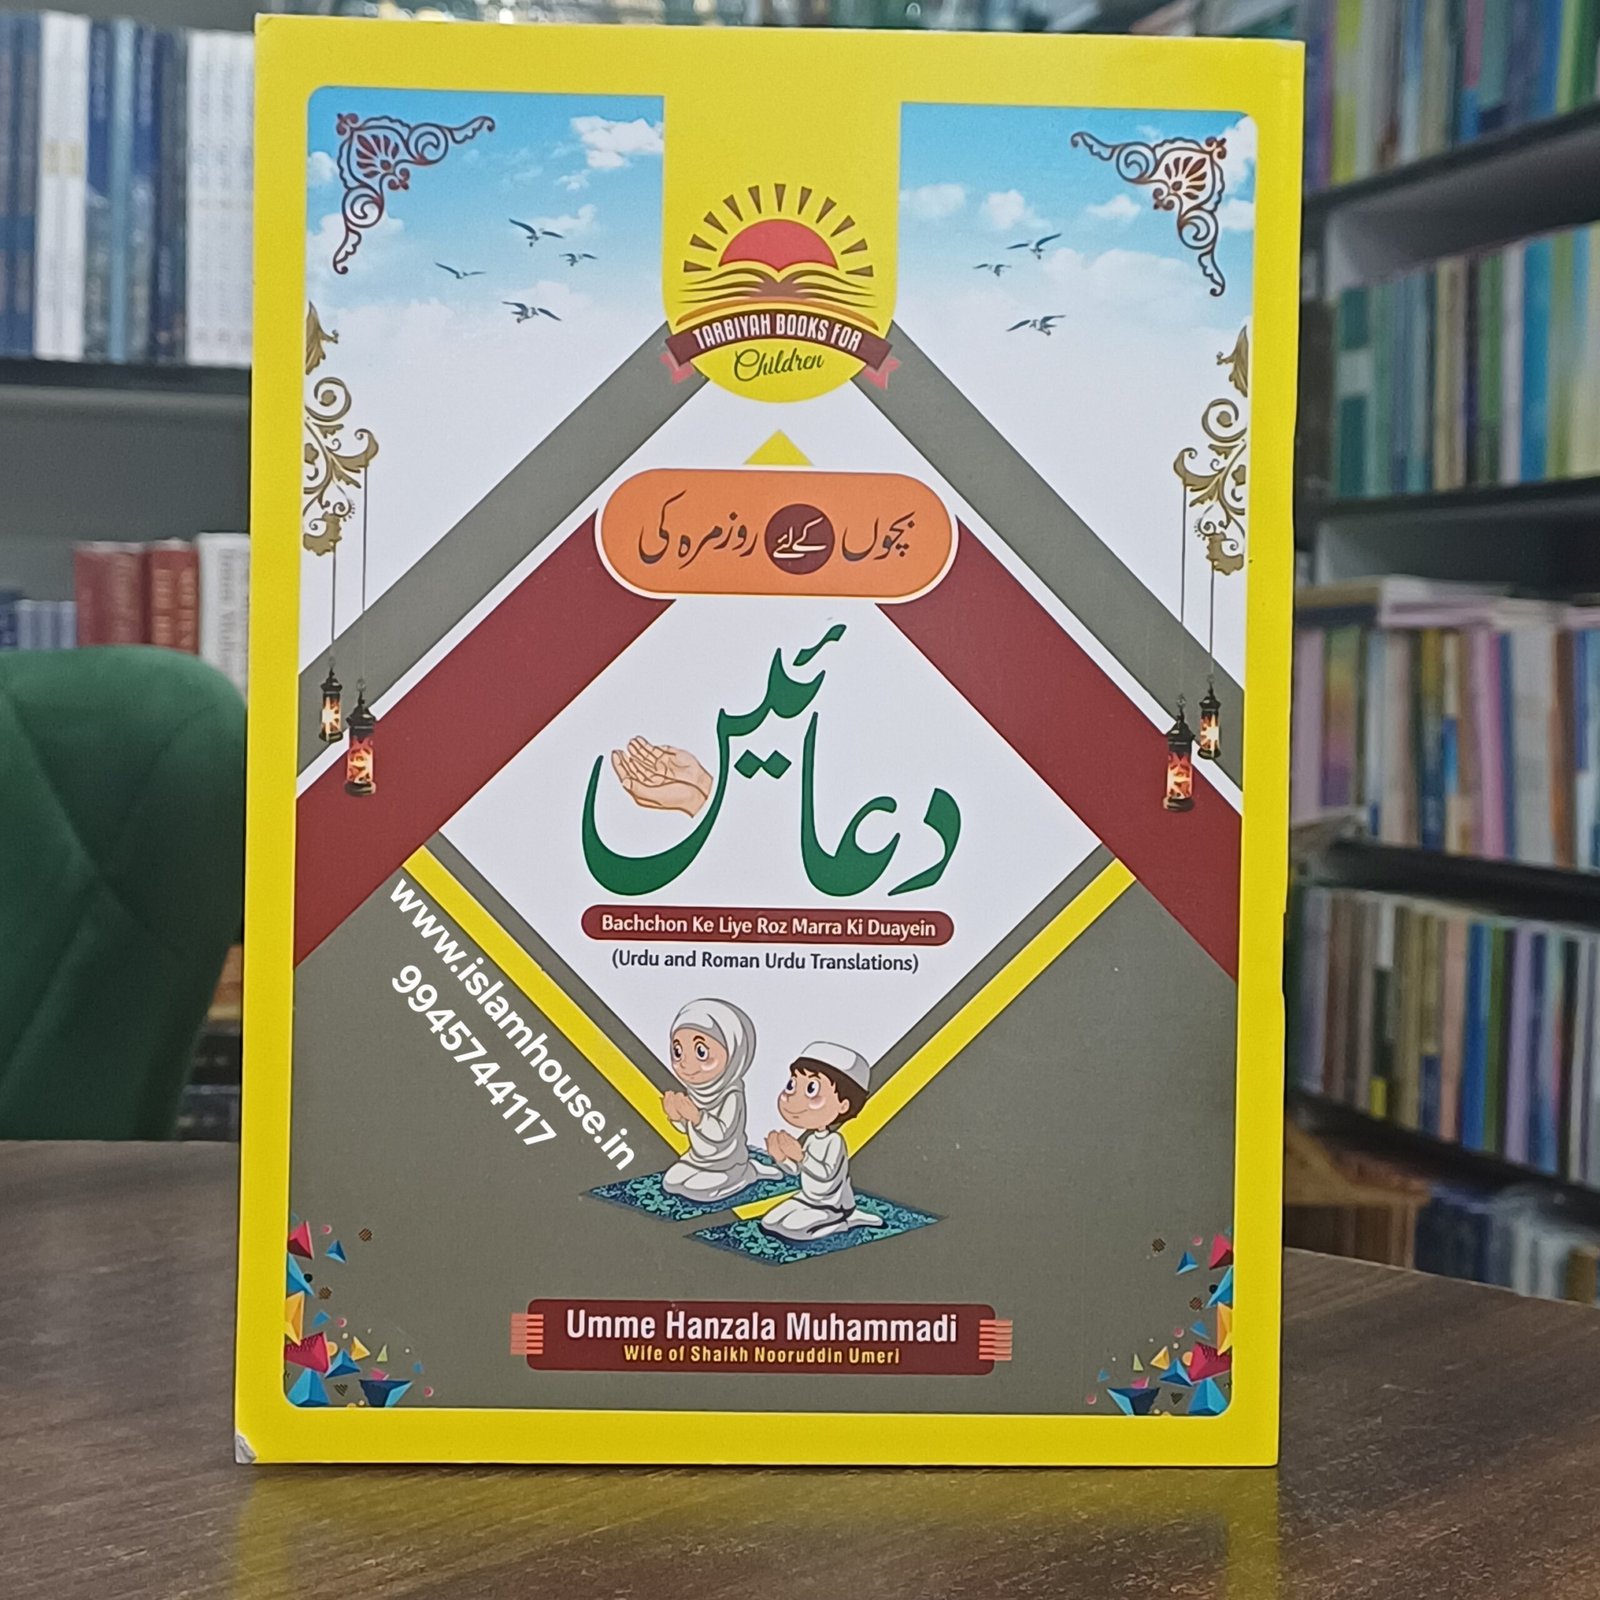 TARBIYAH BOOKS FOR
Children
بچوں کے لئے روزمرہ کی
دعائیں
Bachchon Ke Liye Roz Marra Ki Duayein
(Urdu and Roman Urdu Translations)
www.islamhouse.in
9945744117
Umme Hanzala Muhammadi
Wife of Shaikh Nooruddin Umeri